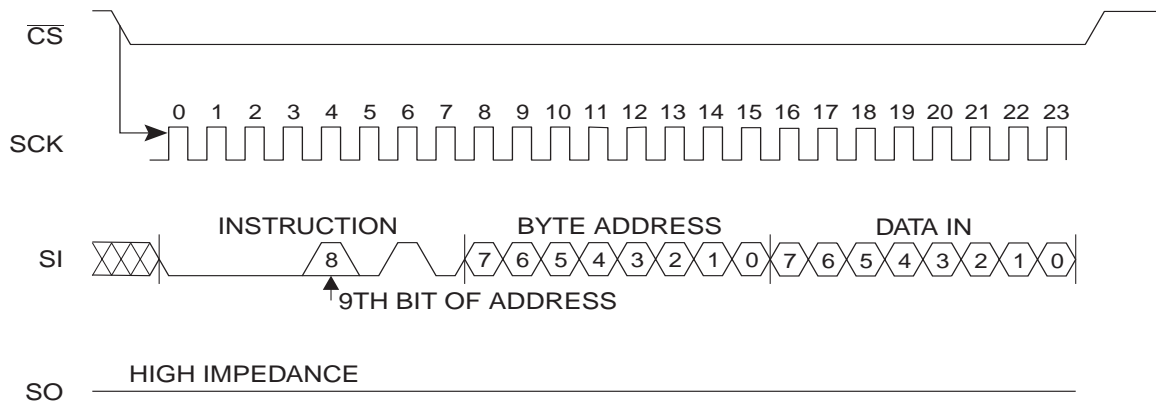 CS
0 1 2 3 4 5 6 7 8 9 10 11 12 13 14 15 16 17 18 19 20 21 22 23
SCK
INSTRUCTION BYTE ADDRESS DATA IN
SI 8 7 6 5 4 3 2 1 0 7 6 5 4 3 2 1 0
9TH BIT OF ADDRESS
HIGH IMPEDANCE
SO